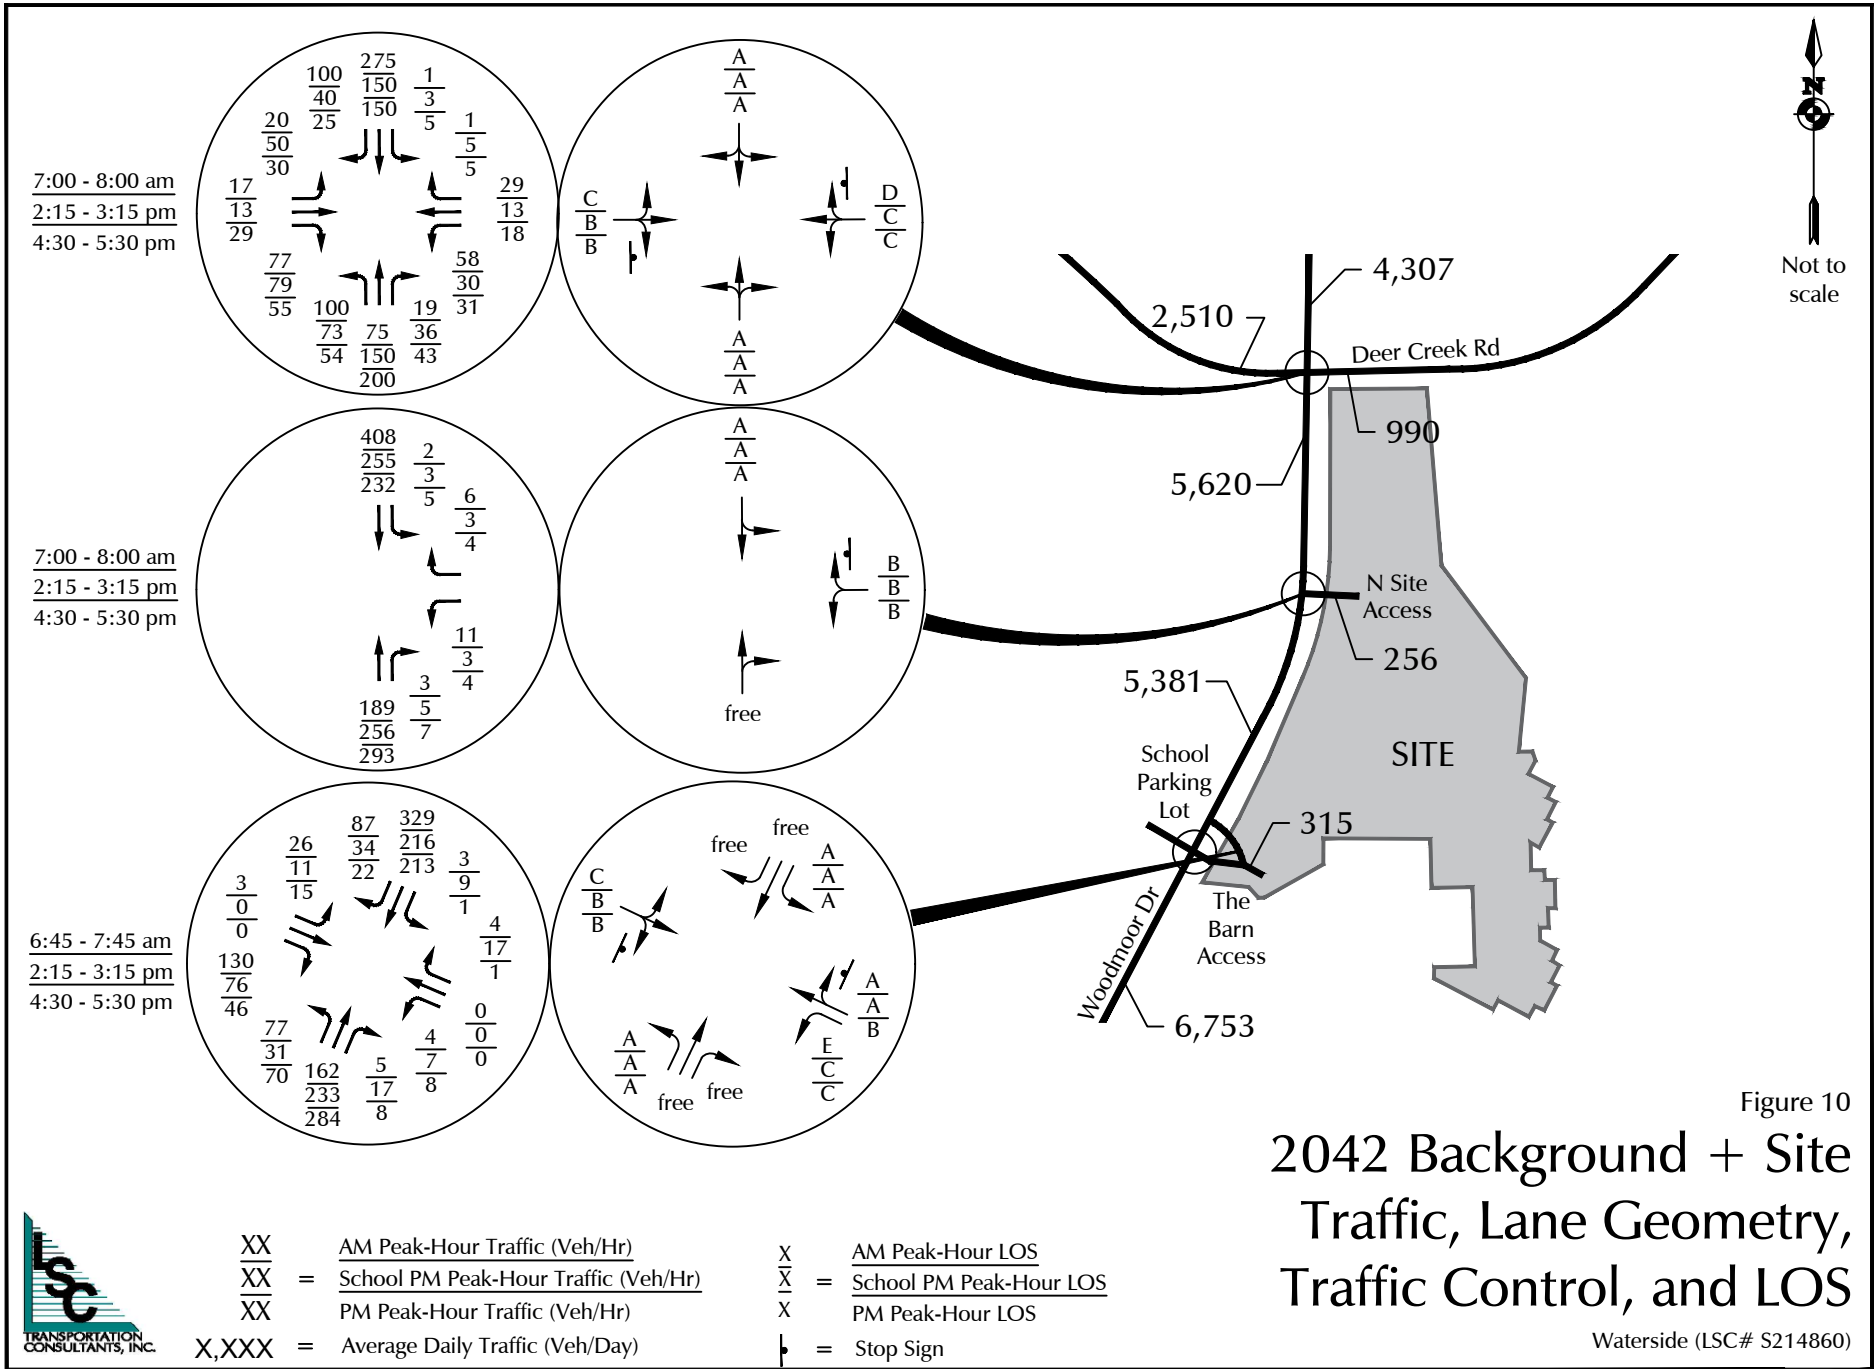 7:00 - 8:00 am
2:15 - 3:15 pm
4:30 - 5:30 pm
100
40
25
275
150
150
1
3
5
20
50
30
1
5
5
17
13
29
29
13
18
77
79
55
58
30
31
100
73
54
75
150
200
19
36
43
A
A
A
C
B
B
D
C
C
A
A
A
7:00 - 8:00 am
2:15 - 3:15 pm
4:30 - 5:30 pm
408
255
232
2
3
5
6
3
4
11
3
4
3
5
7
189
256
293
A
A
A
B
B
B
free
6:45 - 7:45 am
2:15 - 3:15 pm
4:30 - 5:30 pm
26
11
15
87
34
22
329
216
213
3
9
1
3
0
0
4
17
1
130
76
46
0
0
0
77
31
70
162
233
284
5
17
8
4
7
8
free
free
A
A
A
C
B
B
A
A
B
E
C
C
A
A
A
free
free
4,307
2,510
Deer Creek Rd
990
5,620
N Site
Access
256
5,381
SITE
School
Parking
Lot
315
The
Barn
Access
Woodmoor Dr
6,753
N
Not to
scale
Figure 10
2042 Background + Site
Traffic, Lane Geometry,
Traffic Control, and LOS
Waterside (LSC# S214860)
LSC
TRANSPORTATION
CONSULTANTS, INC.
XX AM Peak-Hour Traffic (Veh/Hr)
XX = School PM Peak-Hour Traffic (Veh/Hr)
XX PM Peak-Hour Traffic (Veh/Hr)
X,XXX = Average Daily Traffic (Veh/Day)
X AM Peak-Hour LOS
X = School PM Peak-Hour LOS
X PM Peak-Hour LOS
= Stop Sign